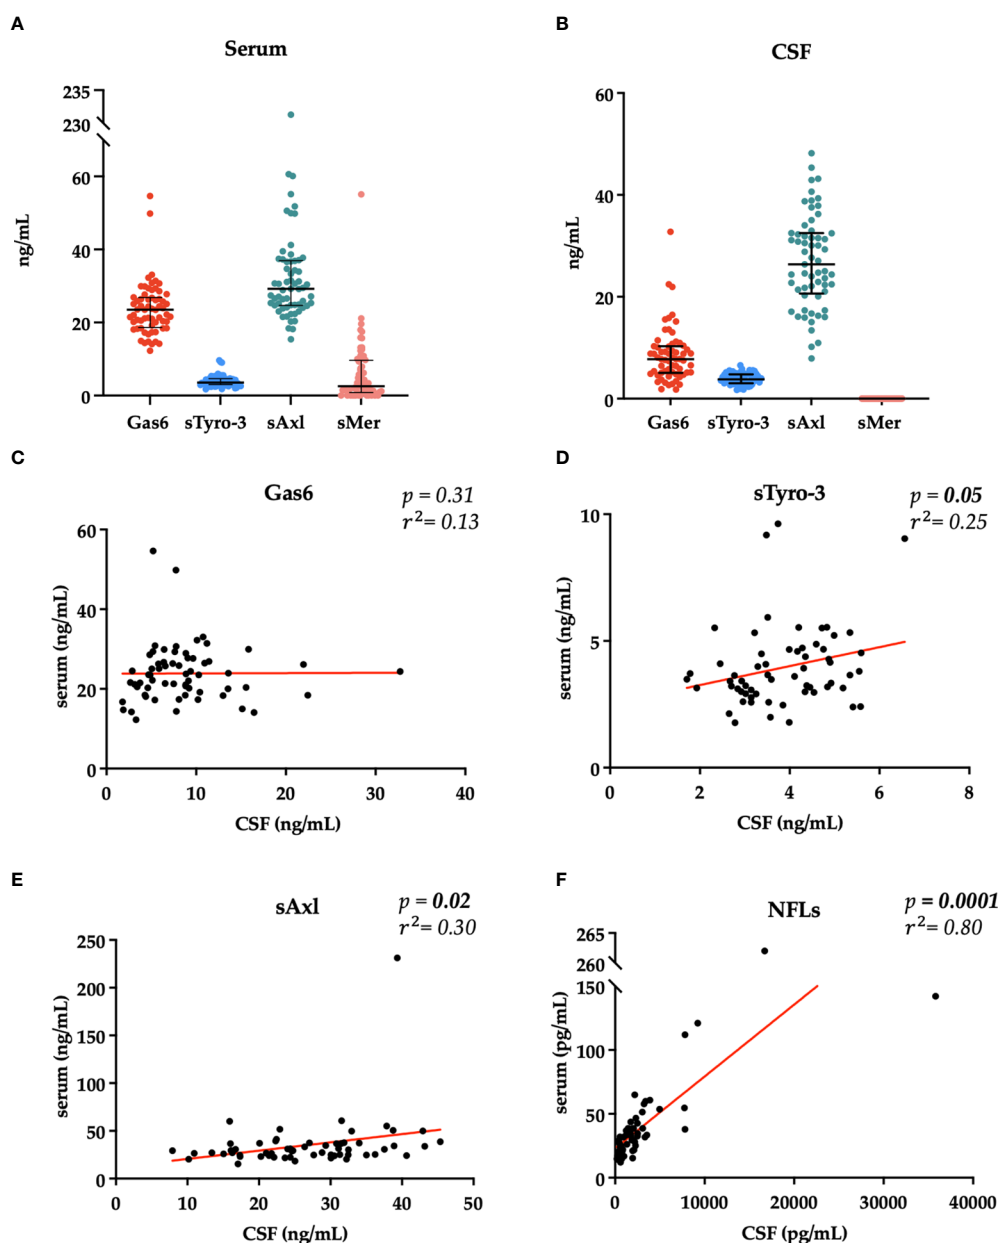 A
Serum
235
230
60
40
20
0
ng/mL
Gas6 sTyro-3 sAxl sMer
B
CSF
60
40
20
0
ng/mL
Gas6 sTyro-3 sAxl sMer
C
Gas6
p = 0.31
r²= 0.13
60
40
20
0
serum (ng/mL)
0 10 20 30 40
CSF (ng/mL)
D
sTyro-3
p = 0.05
r²= 0.25
10
5
0
serum (ng/mL)
2 4 6 8
CSF (ng/mL)
E
sAxl
p = 0.02
r²= 0.30
250
200
150
100
50
0
serum (ng/mL)
0 10 20 30 40 50
CSF (ng/mL)
F
NFLs
p = 0.0001
r²= 0.80
265
260
150
100
50
0
serum (pg/mL)
0 10000 20000 30000 40000
CSF (pg/mL)